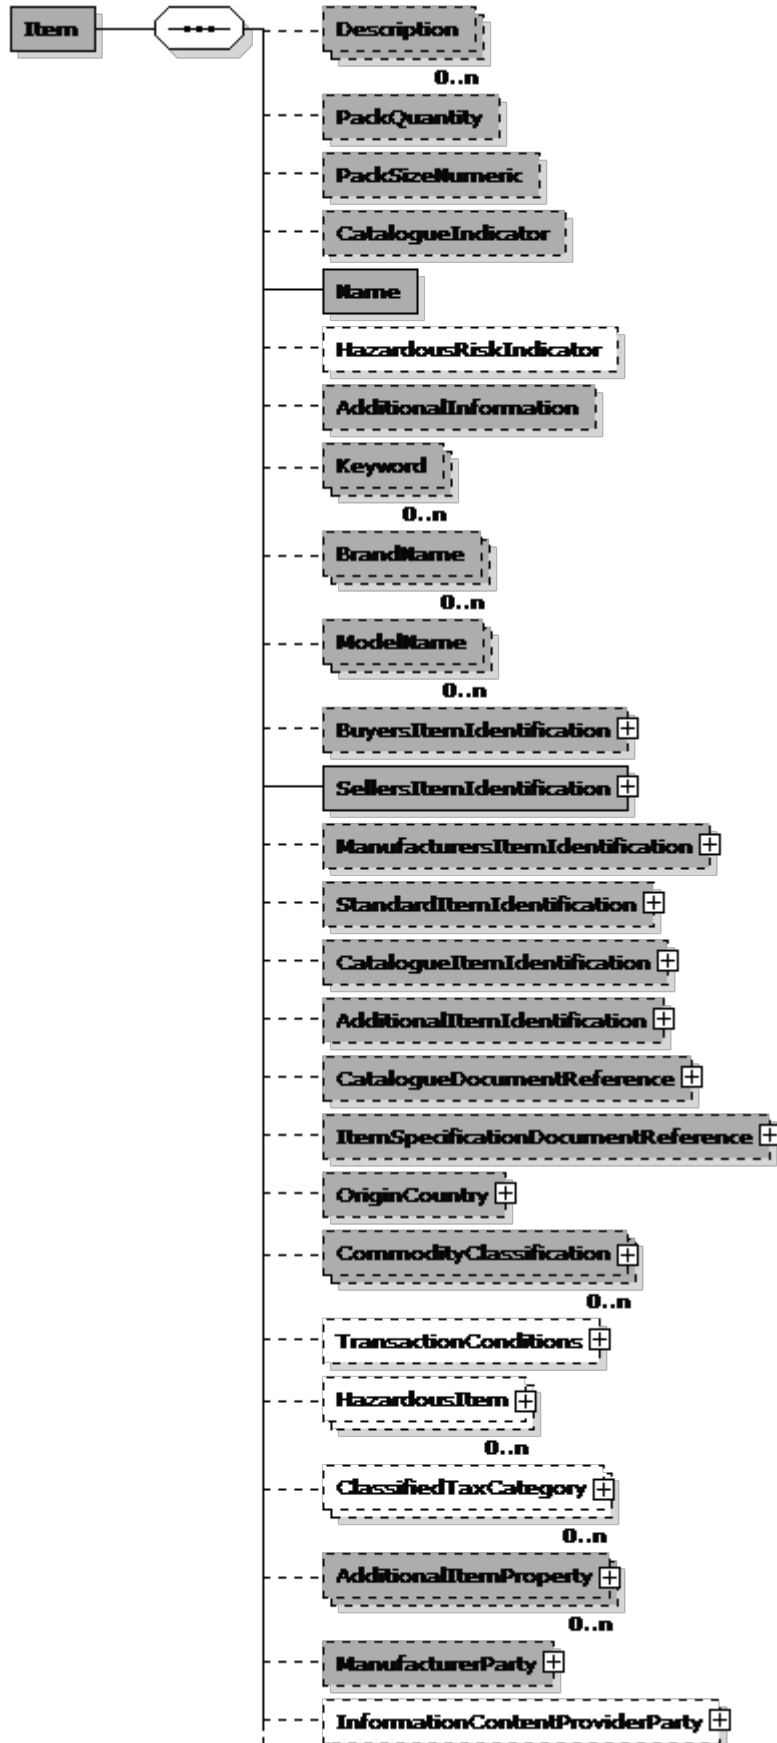 Item
Description
0..n
PackQuantity
PackSizeNumeric
CatalogueIndicator
Name
HazardousRiskIndicator
AdditionalInformation
Keyword
0..n
BrandName
0..n
ModelName
0..n
BuyersItemIdentification
SellersItemIdentification
ManufacturersItemIdentification
StandardItemIdentification
CatalogueItemIdentification
AdditionalItemIdentification
CatalogueDocumentReference
ItemSpecificationDocumentReference
OriginCountry
CommodityClassification
0..n
TransactionConditions
HazardousItem
0..n
ClassifiedTaxCategory
0..n
AdditionalItemProperty
0..n
ManufacturerParty
InformationContentProviderParty